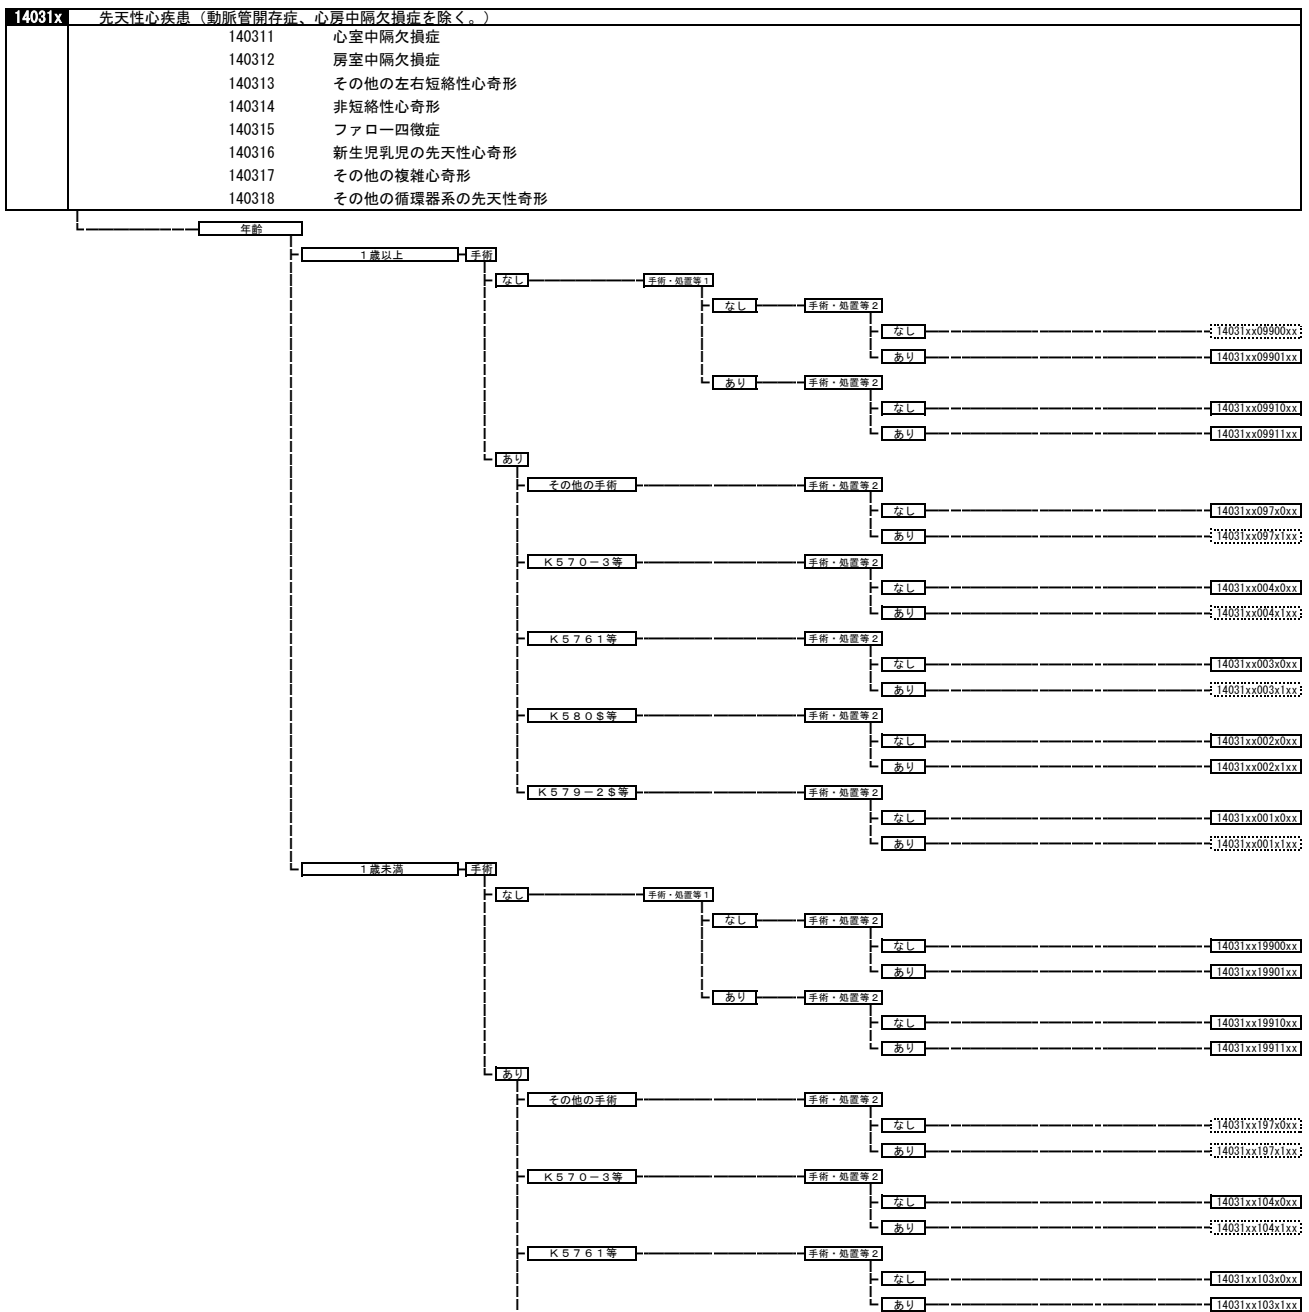 14031x 先天性心疾患（動脈管開存症、心房中隔欠損症を除く。）
140311 心室中隔欠損症
140312 房室中隔欠損症
140313 その他の左右短絡性心奇形
140314 非短絡性心奇形
140315 ファロー四徴症
140316 新生児乳児の先天性心奇形
140317 その他の複雑心奇形
140318 その他の循環器系の先天性奇形
年齢
１歳以上 手術
なし 手術・処置等１
なし 手術・処置等２
なし 14031xx09900xx
あり 14031xx09901xx
あり 手術・処置等２
なし 14031xx09910xx
あり 14031xx09911xx
あり
その他の手術 手術・処置等２
なし 14031xx097x0xx
あり 14031xx097x1xx
Ｋ５７０－３等 手術・処置等２
なし 14031xx004x0xx
あり 14031xx004x1xx
Ｋ５７６１等 手術・処置等２
なし 14031xx003x0xx
あり 14031xx003x1xx
Ｋ５８０＄等 手術・処置等２
なし 14031xx002x0xx
あり 14031xx002x1xx
Ｋ５７９－２＄等 手術・処置等２
なし 14031xx001x0xx
あり 14031xx001x1xx
１歳未満 手術
なし 手術・処置等１
なし 手術・処置等２
なし 14031xx19900xx
あり 14031xx19901xx
あり 手術・処置等２
なし 14031xx19910xx
あり 14031xx19911xx
あり
その他の手術 手術・処置等２
なし 14031xx197x0xx
あり 14031xx197x1xx
Ｋ５７０－３等 手術・処置等２
なし 14031xx104x0xx
あり 14031xx104x1xx
Ｋ５７６１等 手術・処置等２
なし 14031xx103x0xx
あり 14031xx103x1xx